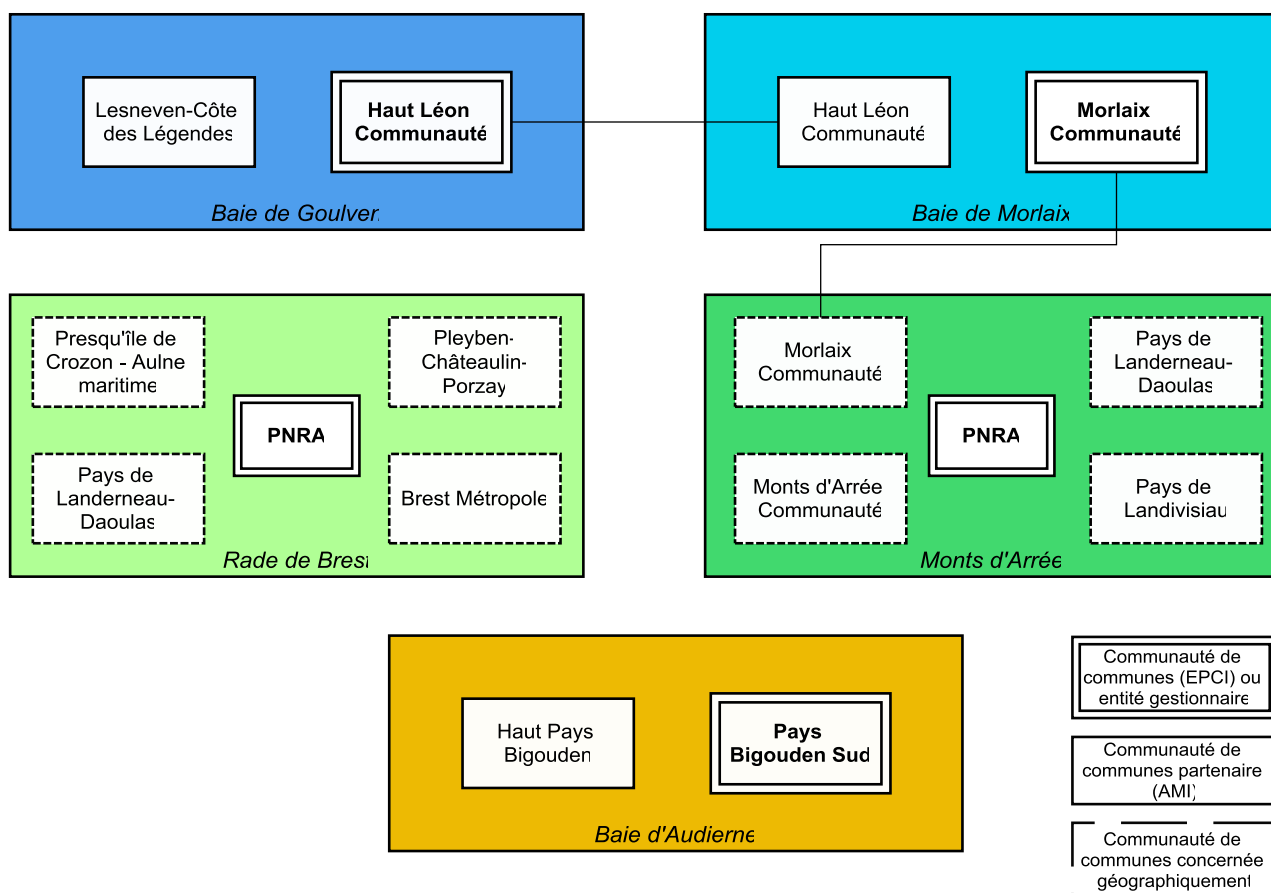 Lesneven-Côte
des Légendes
Haut Léon
Communauté
Baie de Goulven
Haut Léon
Communauté
Morlaix
Communauté
Baie de Morlaix
Presqu'île de
Crozon - Aulne
maritime
Pleyben-
Châteaulin-
Porzay
PNRA
Pays de
Landerneau-
Daoulas
Brest Métropole
Rade de Brest
Morlaix
Communauté
Pays de
Landerneau-
Daoulas
PNRA
Monts d'Arrée
Communauté
Pays de
Landivisiau
Monts d'Arrée
Haut Pays
Bigouden
Pays
Bigouden Sud
Baie d'Audierne
Communauté de
communes (EPCI) ou
entité gestionnaire
Communauté de
communes partenaire
(AMI)
Communauté de
communes concernée
géographiquement